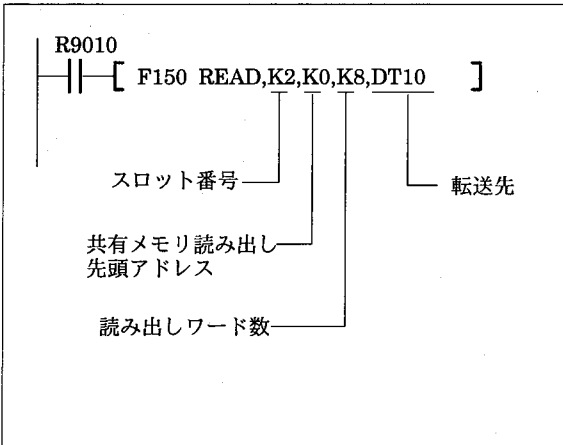 R9010
F150 READ,K2,K0,K8,DT10
スロット番号
転送先
共有メモリ読み出し
先頭アドレス
読み出しワード数